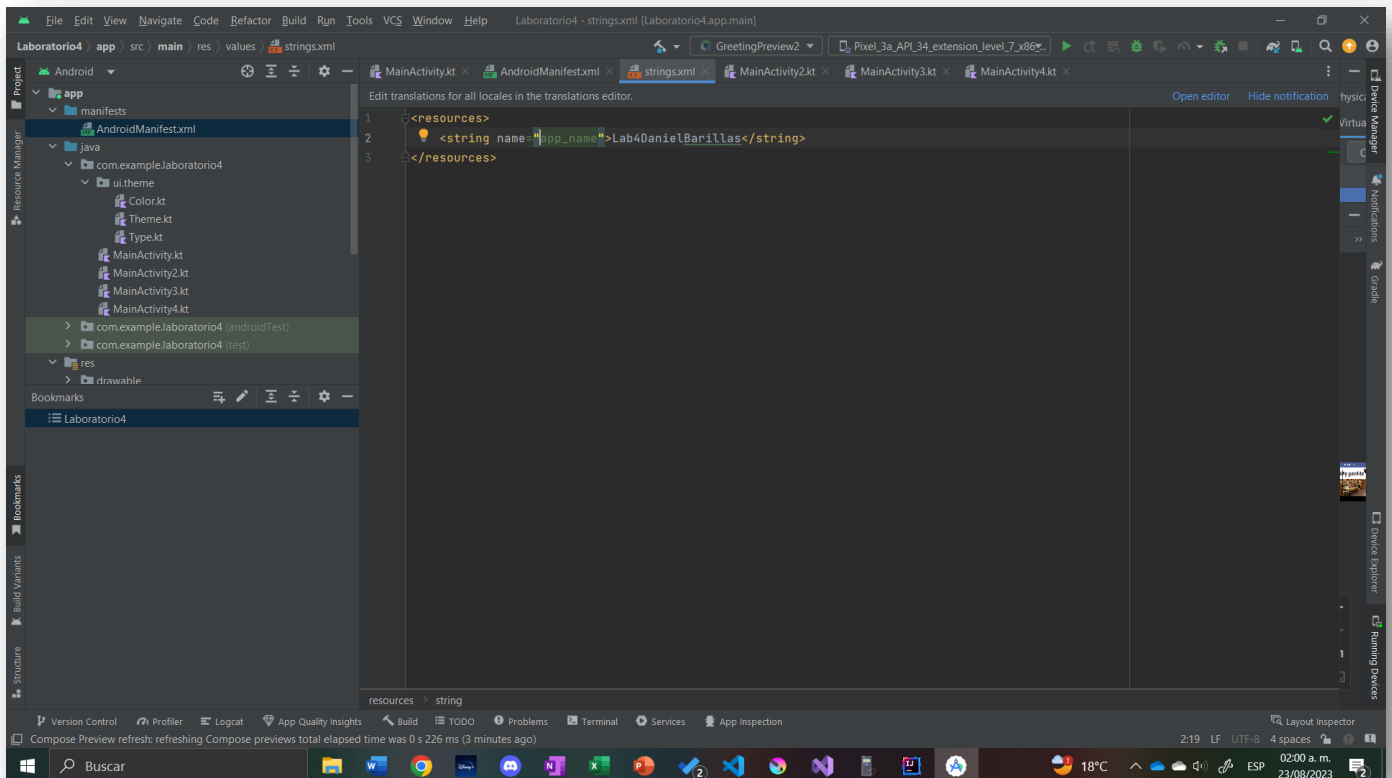 File Edit View Navigate Code Refactor Build Run Tools VCS Window Help Laboratorio4 - strings.xml [Laboratorio4.app.main]
Laboratorio4 app src main res values strings.xml GreetingPreview2 Pixel_3a_API_34_extension_level_7_x86
Android MainActivity.kt AndroidManifest.xml strings.xml MainActivity2.kt MainActivity3.kt MainActivity4.kt
Edit translations for all locales in the translations editor. Open editor Hide notification
app
manifests
AndroidManifest.xml
java
com.example.laboratorio4
ui.theme
Color.kt
Theme.kt
Type.kt
MainActivity.kt
MainActivity2.kt
MainActivity3.kt
MainActivity4.kt
com.example.laboratorio4 (androidTest)
com.example.laboratorio4 (test)
res
drawable
Bookmarks
Laboratorio4
1 <resources>
2 <string name="app_name">Lab4DanielBarillas</string>
3 </resources>
resources string
Project
Resource Manager
Bookmarks
Build Variants
Structure
Device Manager
Notifications
Gradle
Device Explorer
Running Devices
My profile
Version Control Profiler Logcat App Quality Insights Build TODO Problems Terminal Services App Inspection Layout Inspector
Compose Preview refresh: refreshing Compose previews total elapsed time was 0 s 226 ms (3 minutes ago) 2:19 LF UTF-8 4 spaces
Buscar 18°C ESP 02:00 a. m.
23/08/2023